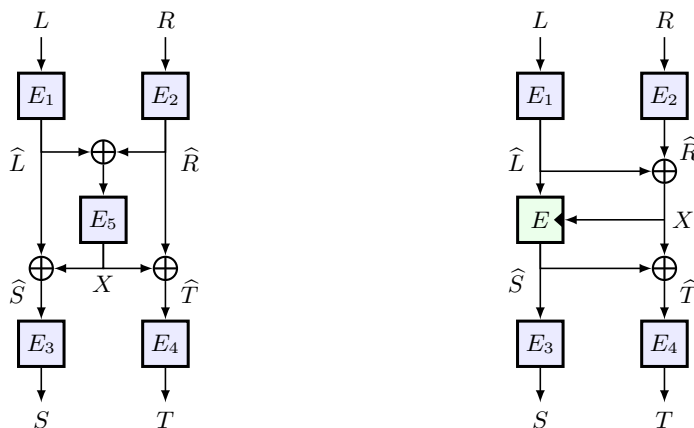 L R L R
E₁ E₂ E₁ E₂
L̂ R̂ L̂ R̂
E₅ E X
Ŝ X T̂ Ŝ T̂
E₃ E₄ E₃ E₄
S T S T